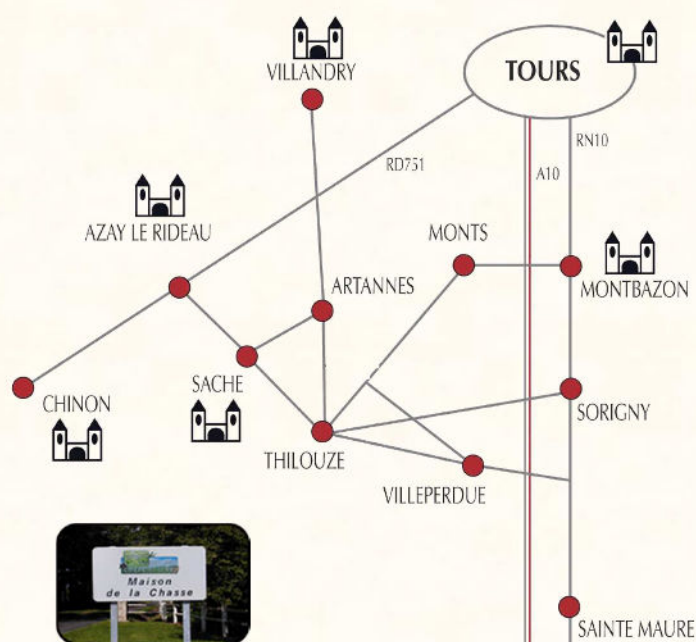 VILLANDRY
TOURS
RN10
RD751
A10
AZAY LE RIDEAU
MONTS
ARTANNES
MONTBAZON
SACHE
CHINON
SORIGNY
THILOUZE
VILLEPERDUE
Maison
de la Chasse
SAINTE MAURE